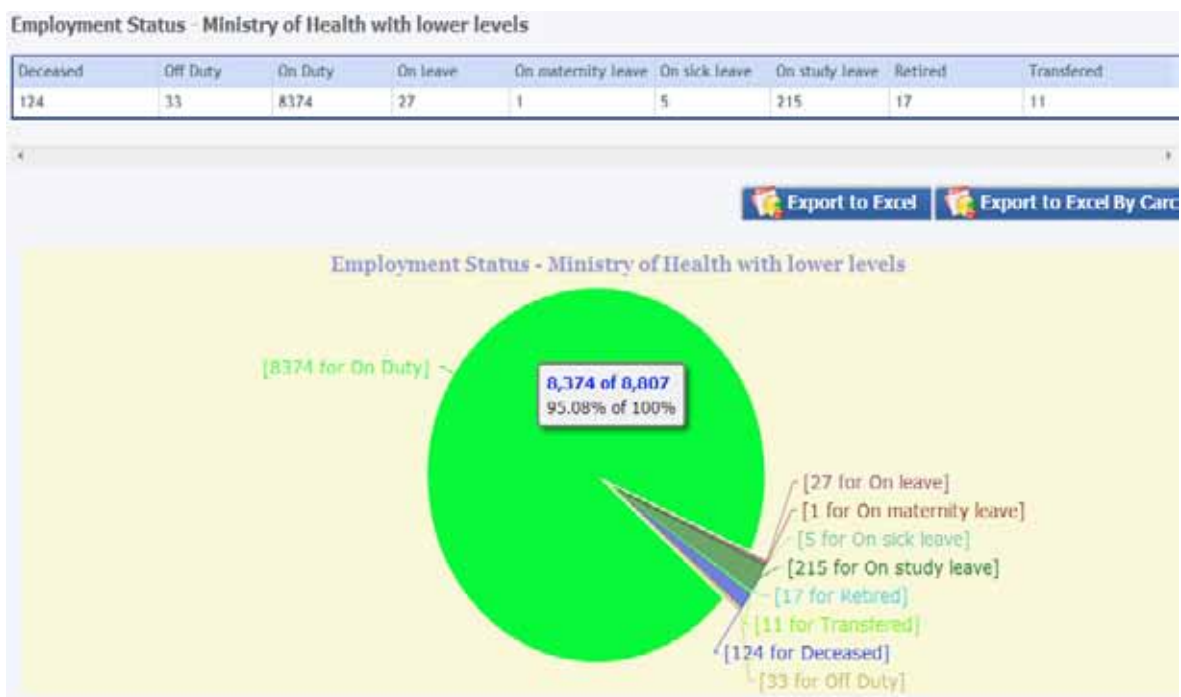 Employment Status - Ministry of Health with lower levels
Deceased Off Duty On Duty On leave On maternity leave On sick leave On study leave Retired Transfered
124 33 8374 27 1 5 215 17 11
Export to Excel Export to Excel By Carc
Employment Status - Ministry of Health with lower levels
[8374 for On Duty]
8,374 of 8,807
95.08% of 100%
[27 for On leave]
[1 for On maternity leave]
[5 for On sick leave]
[215 for On study leave]
[17 for Retired]
[11 for Transfered]
[124 for Deceased]
[33 for Off Duty]